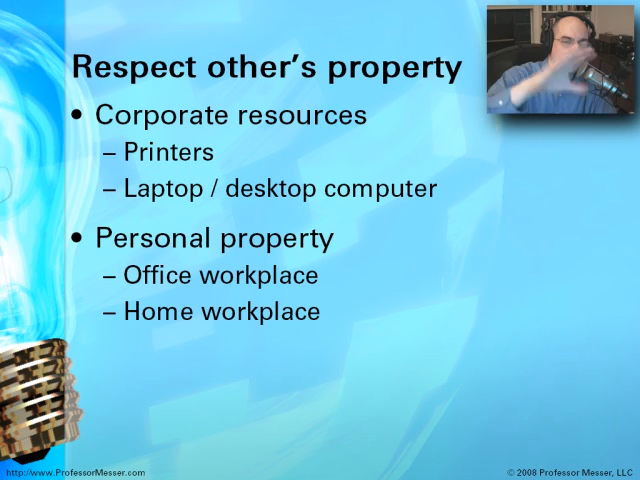 Respect other's property
• Corporate resources
– Printers
– Laptop / desktop computer
• Personal property
– Office workplace
– Home workplace
http://www.ProfessorMesser.com
© 2008 Professor Messer, LLC